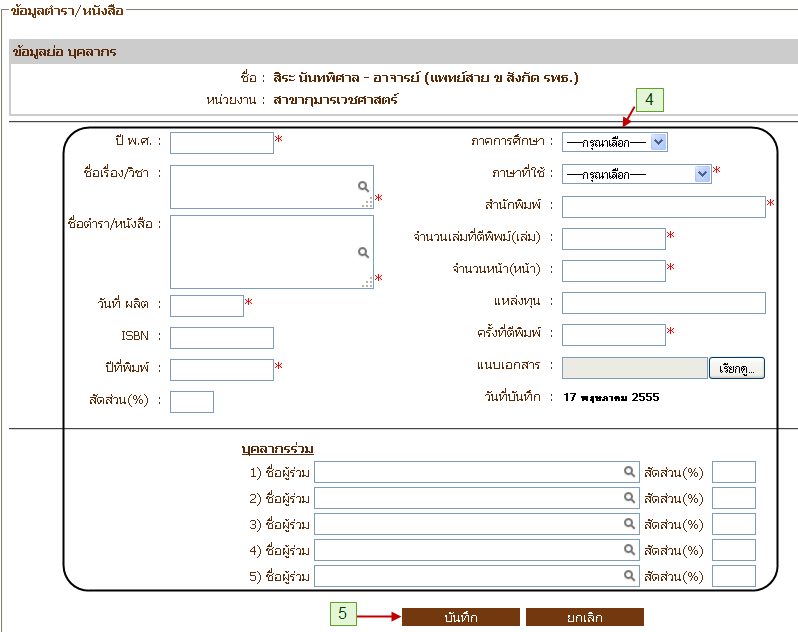 ข้อมูลตำรา/หนังสือ
ข้อมูลย่อ บุคลากร
ชื่อ : สิระ นันทพิศาล - อาจารย์ (แพทย์สาย ข สังกัด รพธ.)
หน่วยงาน : สาขากุมารเวชศาสตร์
4
ปี พ.ศ. : * ภาคการศึกษา : ---กรุณาเลือก---
ชื่อเรื่อง/วิชา : * ภาษาที่ใช้ : ---กรุณาเลือก--- *
สำนักพิมพ์ : *
ชื่อตำรา/หนังสือ : * จำนวนเล่มที่ตีพิพม์(เล่ม) : *
จำนวนหน้า(หน้า) : *
วันที่ ผลิต : * แหล่งทุน :
ISBN : ครั้งที่ตีพิมพ์ : *
ปีที่พิมพ์ : * แนบเอกสาร : เรียกดู...
สัดส่วน(%) : วันที่บันทึก : 17 พฤษภาคม 2555
บุคลากรร่วม
1) ชื่อผู้ร่วม สัดส่วน(%)
2) ชื่อผู้ร่วม สัดส่วน(%)
3) ชื่อผู้ร่วม สัดส่วน(%)
4) ชื่อผู้ร่วม สัดส่วน(%)
5) ชื่อผู้ร่วม สัดส่วน(%)
5 บันทึก ยกเลิก